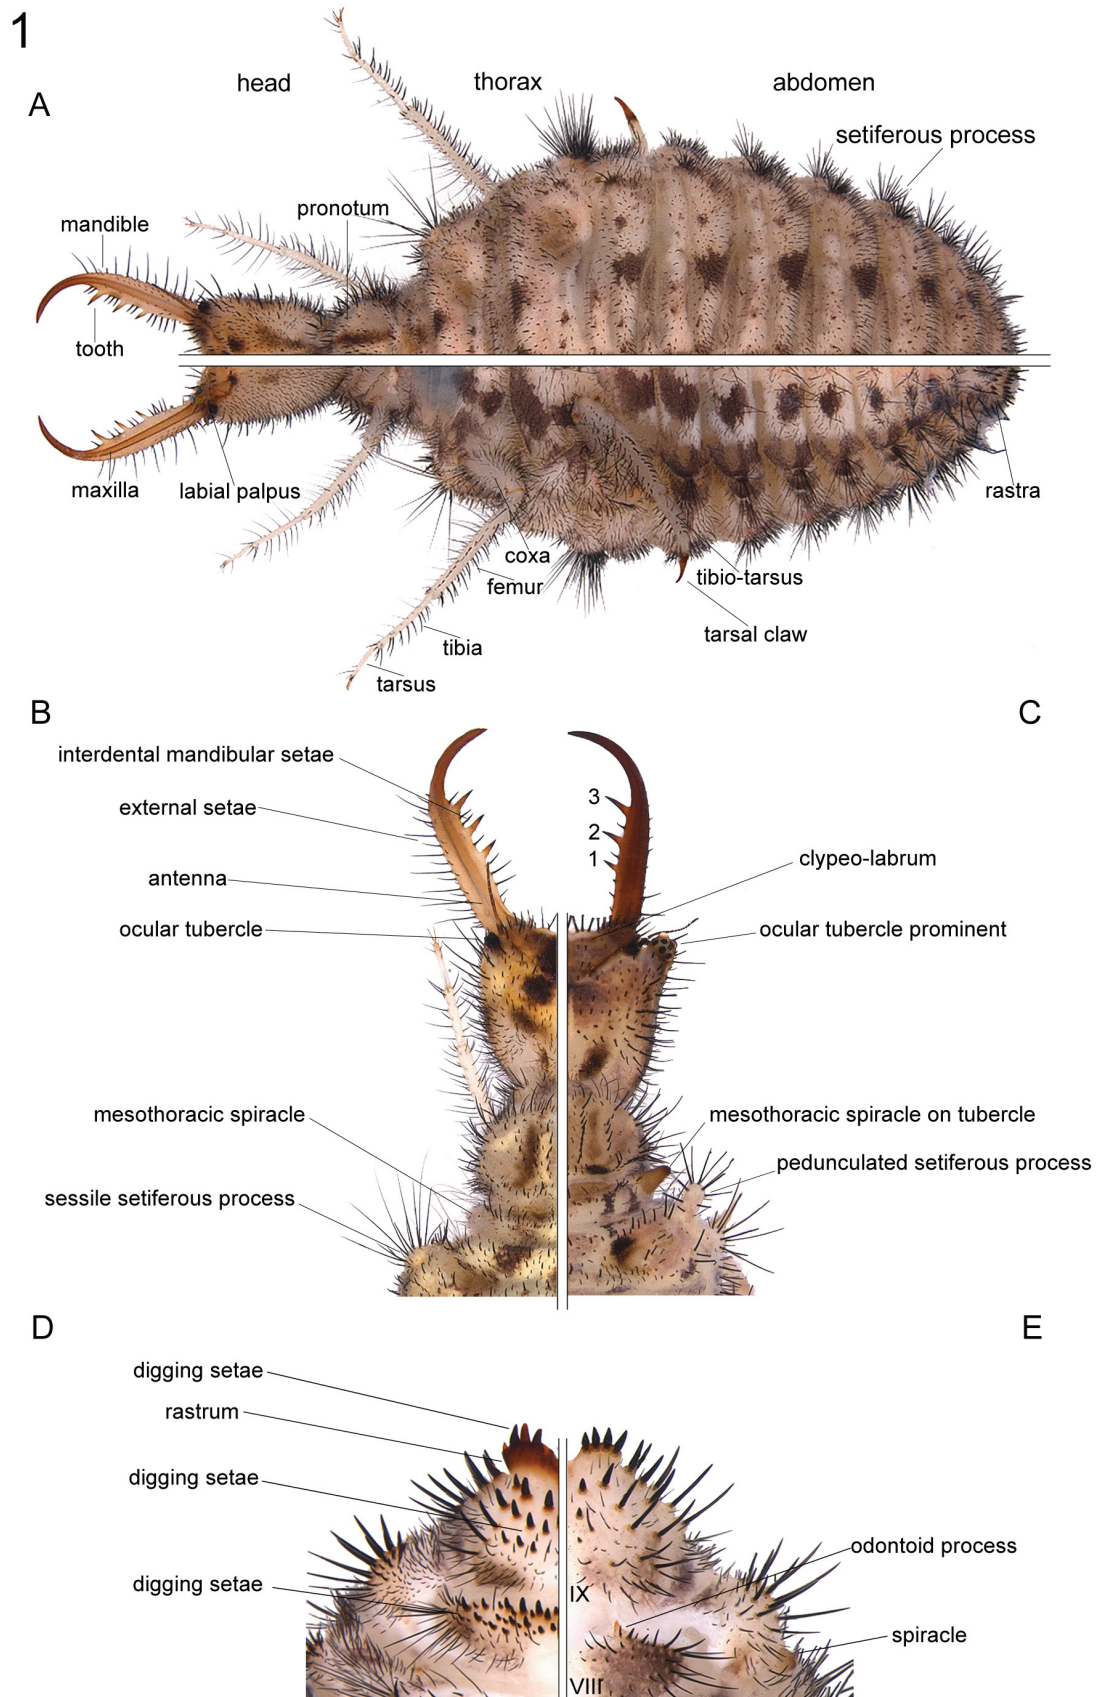 1
A
head
thorax
abdomen
setiferous process
pronotum
mandible
tooth
maxilla
labial palpus
rastra
coxa
femur
tibio-tarsus
tibia
tarsal claw
tarsus
B
C
interdental mandibular setae
external setae
antenna
ocular tubercle
3
2
1
clypeo-labrum
ocular tubercle prominent
mesothoracic spiracle
sessile setiferous process
mesothoracic spiracle on tubercle
pedunculated setiferous process
D
E
digging setae
rastrum
digging setae
digging setae
odontoid process
IX
spiracle
VIII